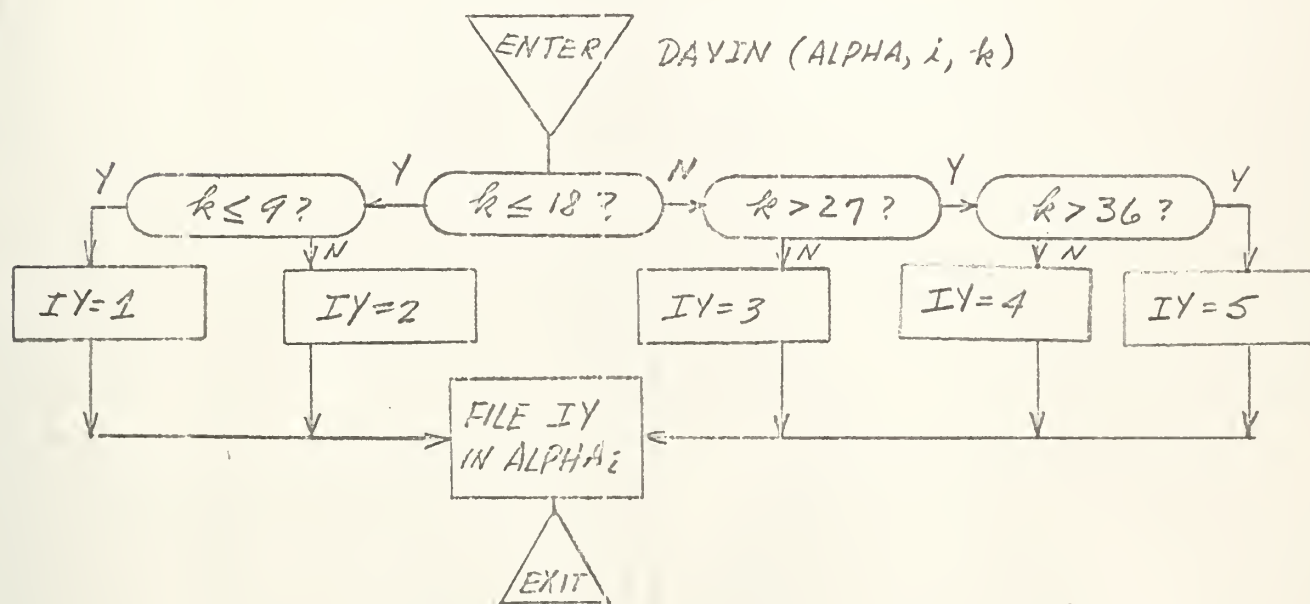 ENTER
DAYIN (ALPHA, i, k)
Y
k ≤ 9?
Y
k ≤ 18?
N
k > 27?
Y
k > 36?
Y
N
N
N
IY=1
IY=2
IY=3
IY=4
IY=5
FILE IY
IN ALPHA i
EXIT